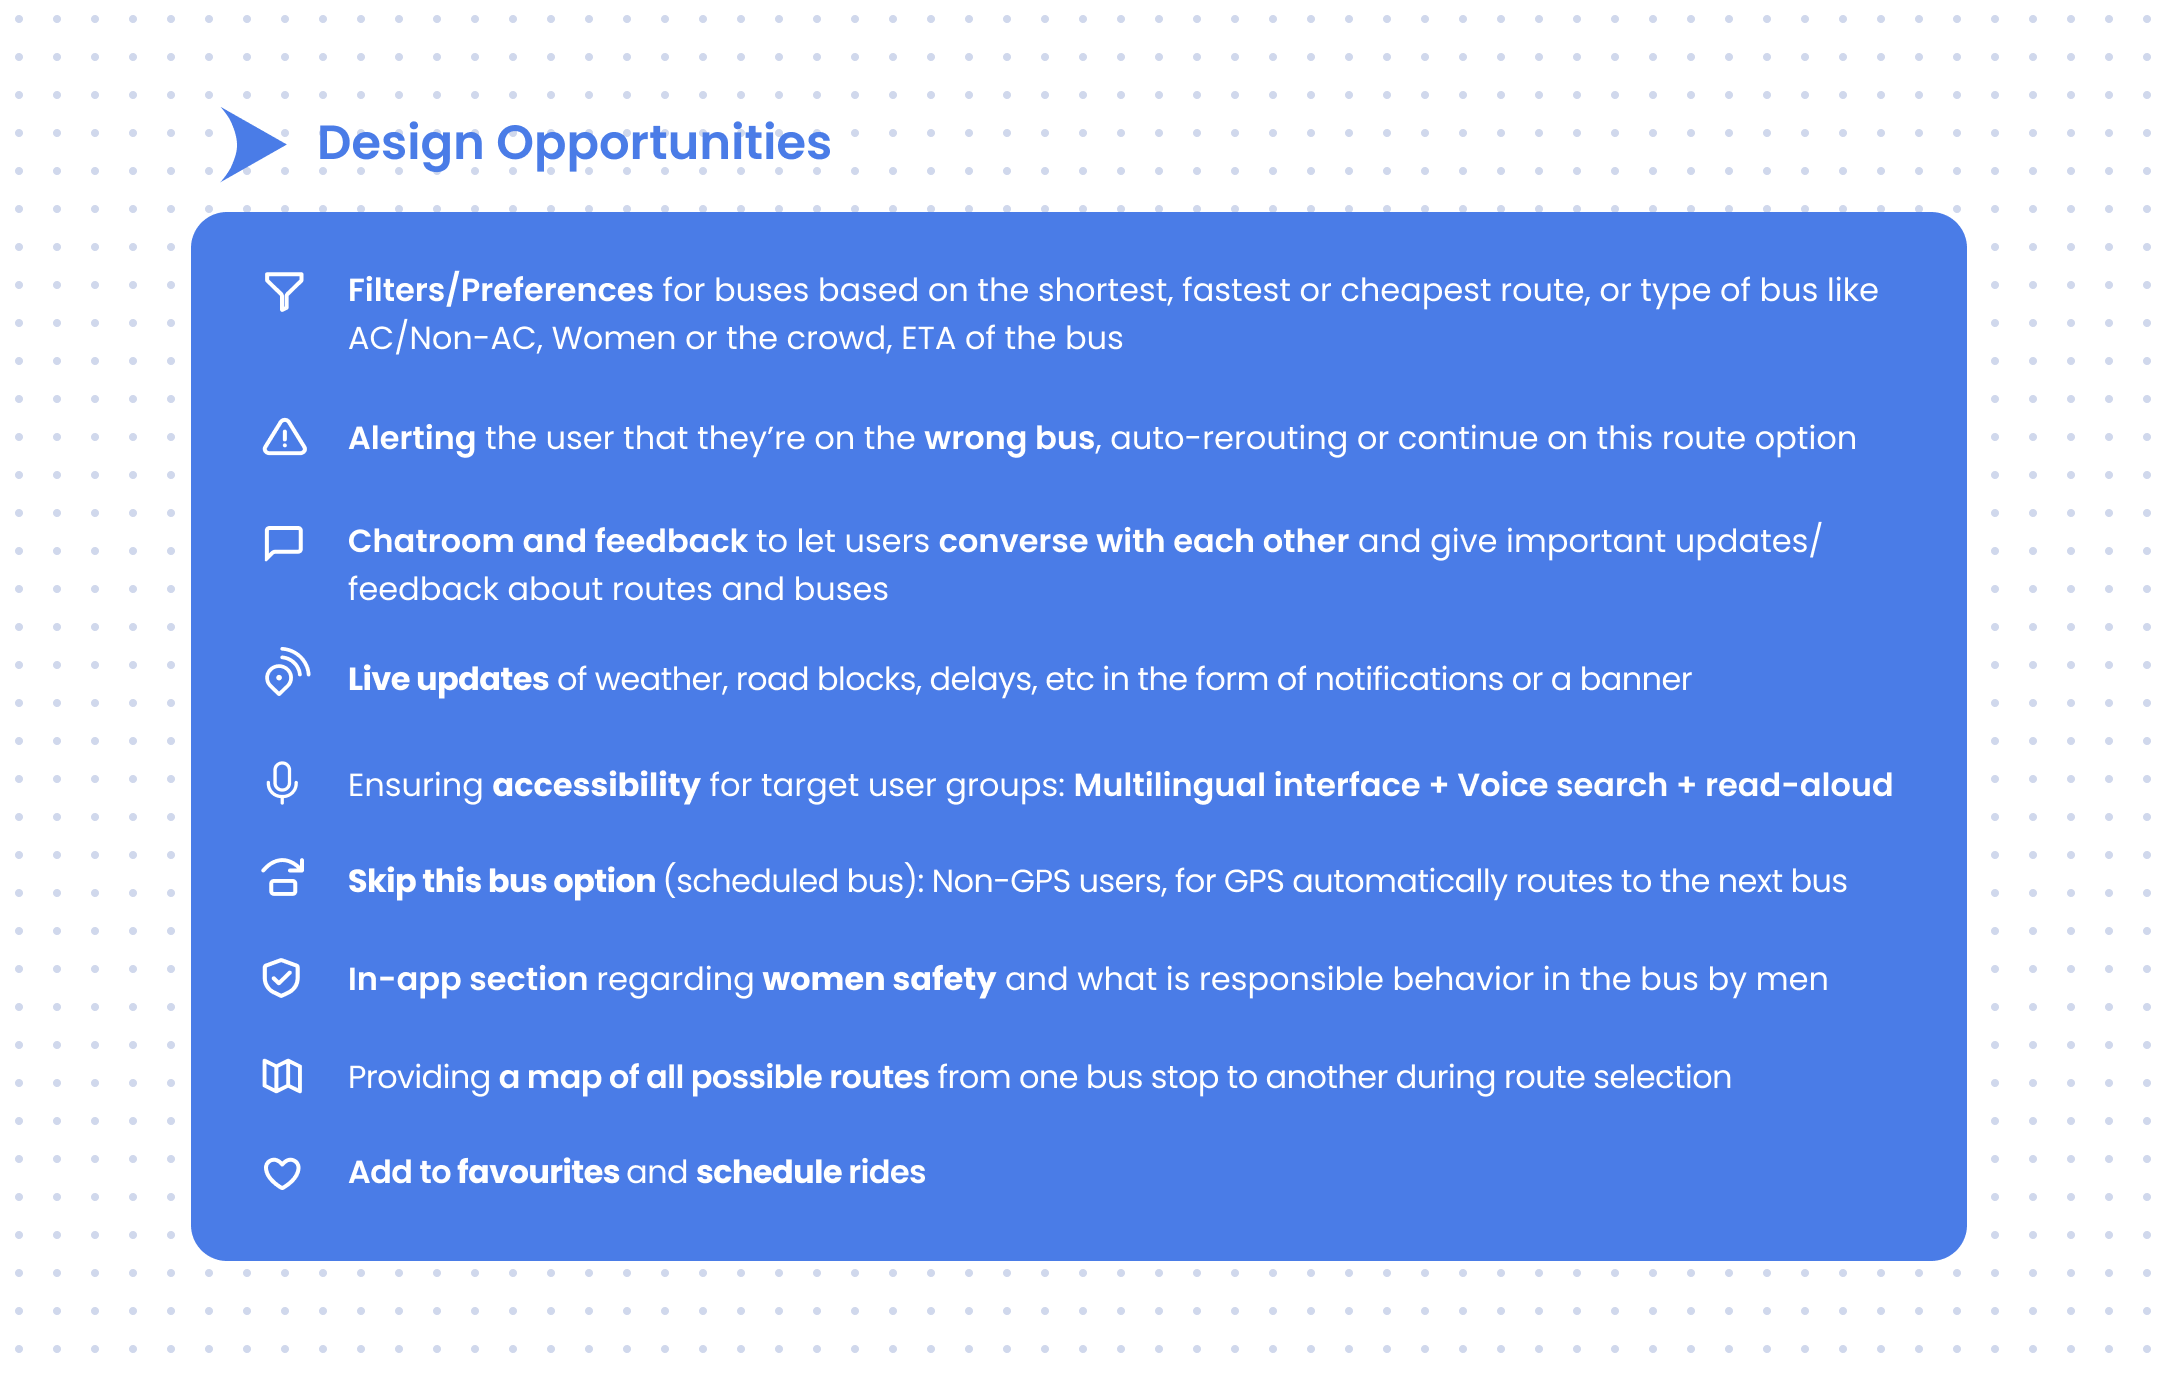 Design Opportunities
Filters/Preferences for buses based on the shortest, fastest or cheapest route, or type of bus like
AC/Non-AC, Women or the crowd, ETA of the bus
Alerting the user that they’re on the wrong bus, auto-rerouting or continue on this route option
Chatroom and feedback to let users converse with each other and give important updates/
feedback about routes and buses
Live updates of weather, road blocks, delays, etc in the form of notifications or a banner
Ensuring accessibility for target user groups: Multilingual interface + Voice search + read-aloud
Skip this bus option (scheduled bus): Non-GPS users, for GPS automatically routes to the next bus
In-app section regarding women safety and what is responsible behavior in the bus by men
Providing a map of all possible routes from one bus stop to another during route selection
Add to favourites and schedule rides